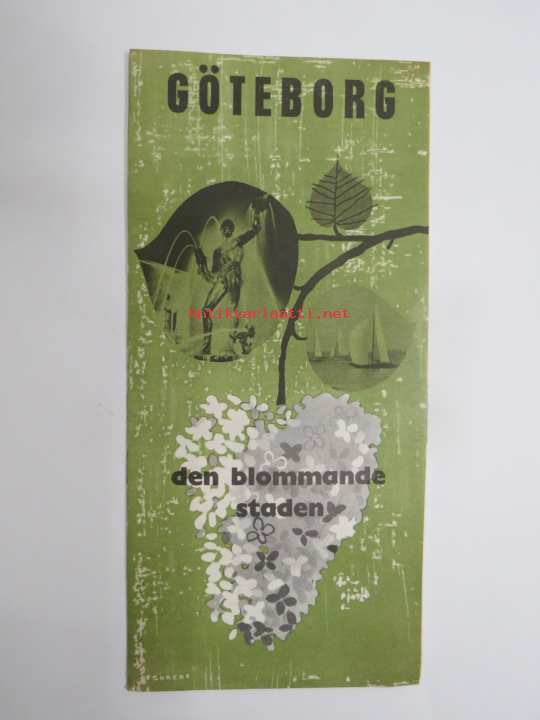 GÖTEBORG
Antikvariaatti.net
den blommande
staden